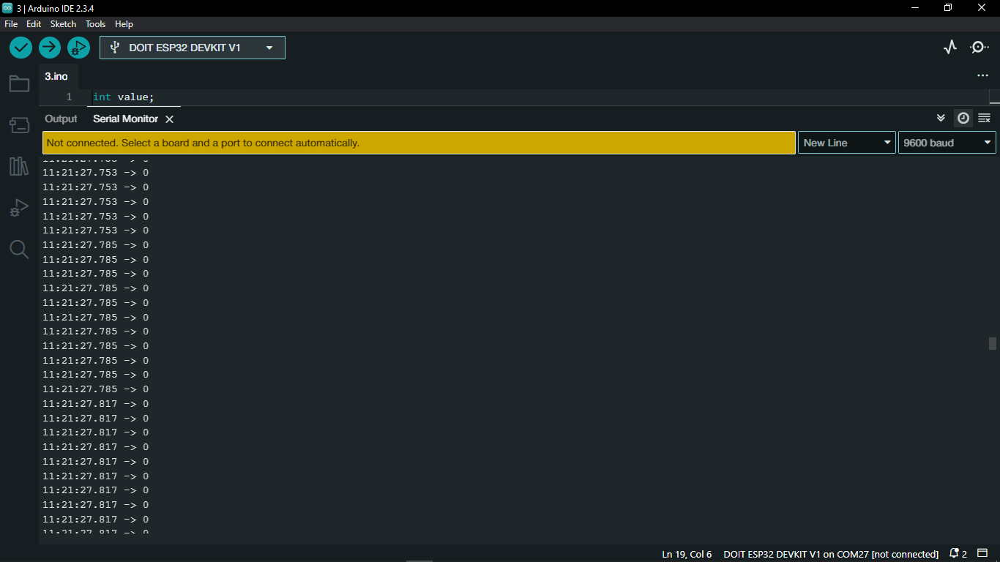 3 | Arduino IDE 2.3.4
File Edit Sketch Tools Help
DOIT ESP32 DEVKIT V1
3.ino
1 int value;
Output Serial Monitor
Not connected. Select a board and a port to connect automatically. New Line 9600 baud
11:21:27.753 -> 0
11:21:27.753 -> 0
11:21:27.753 -> 0
11:21:27.753 -> 0
11:21:27.753 -> 0
11:21:27.785 -> 0
11:21:27.785 -> 0
11:21:27.785 -> 0
11:21:27.785 -> 0
11:21:27.785 -> 0
11:21:27.785 -> 0
11:21:27.785 -> 0
11:21:27.785 -> 0
11:21:27.785 -> 0
11:21:27.785 -> 0
11:21:27.785 -> 0
11:21:27.817 -> 0
11:21:27.817 -> 0
11:21:27.817 -> 0
11:21:27.817 -> 0
11:21:27.817 -> 0
11:21:27.817 -> 0
11:21:27.817 -> 0
11:21:27.817 -> 0
11:21:27.817 -> 0
11:21:27.817 -> 0
Ln 19, Col 6 DOIT ESP32 DEVKIT V1 on COM27 [not connected] 2